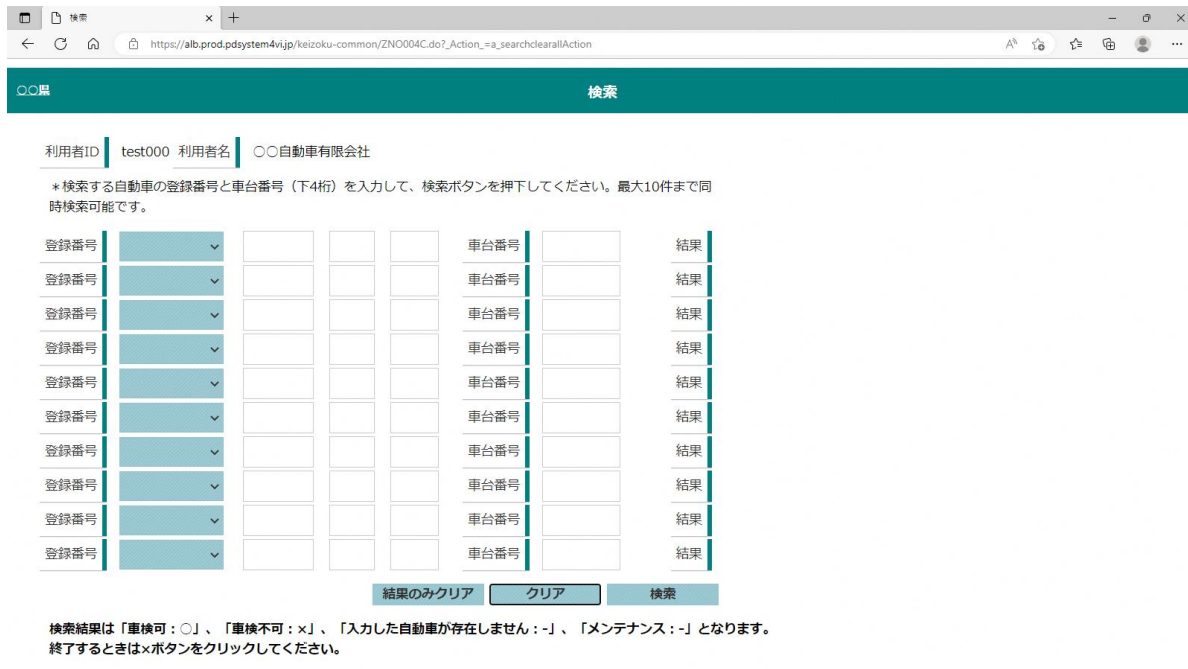 検索
https://alb.prod.pdsystem4vi.jp/keizoku-common/ZNO004C.do?_Action_=a_searchclearallAction
○○県 検索
利用者ID test000 利用者名 ○○自動車有限会社
*検索する自動車の登録番号と車台番号（下4桁）を入力して、検索ボタンを押下してください。最大10件まで同
時検索可能です。
登録番号 車台番号 結果
登録番号 車台番号 結果
登録番号 車台番号 結果
登録番号 車台番号 結果
登録番号 車台番号 結果
登録番号 車台番号 結果
登録番号 車台番号 結果
登録番号 車台番号 結果
登録番号 車台番号 結果
登録番号 車台番号 結果
結果のみクリア クリア 検索
検索結果は「車検可：○」、「車検不可：×」、「入力した自動車が存在しません：-」、「メンテナンス：-」となります。
終了するときは×ボタンをクリックしてください。